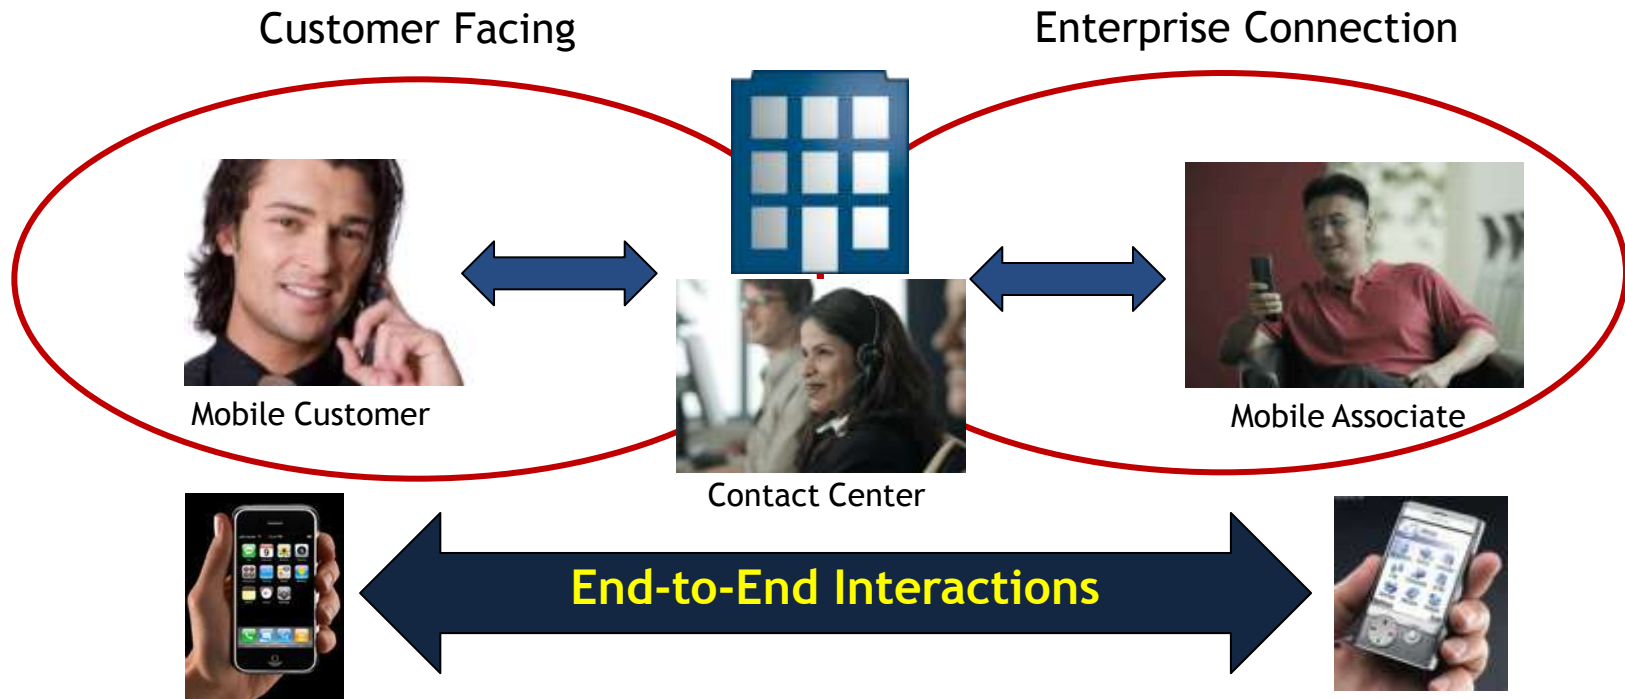 Customer Facing
Enterprise Connection
Mobile Customer
Mobile Associate
Contact Center
End-to-End Interactions